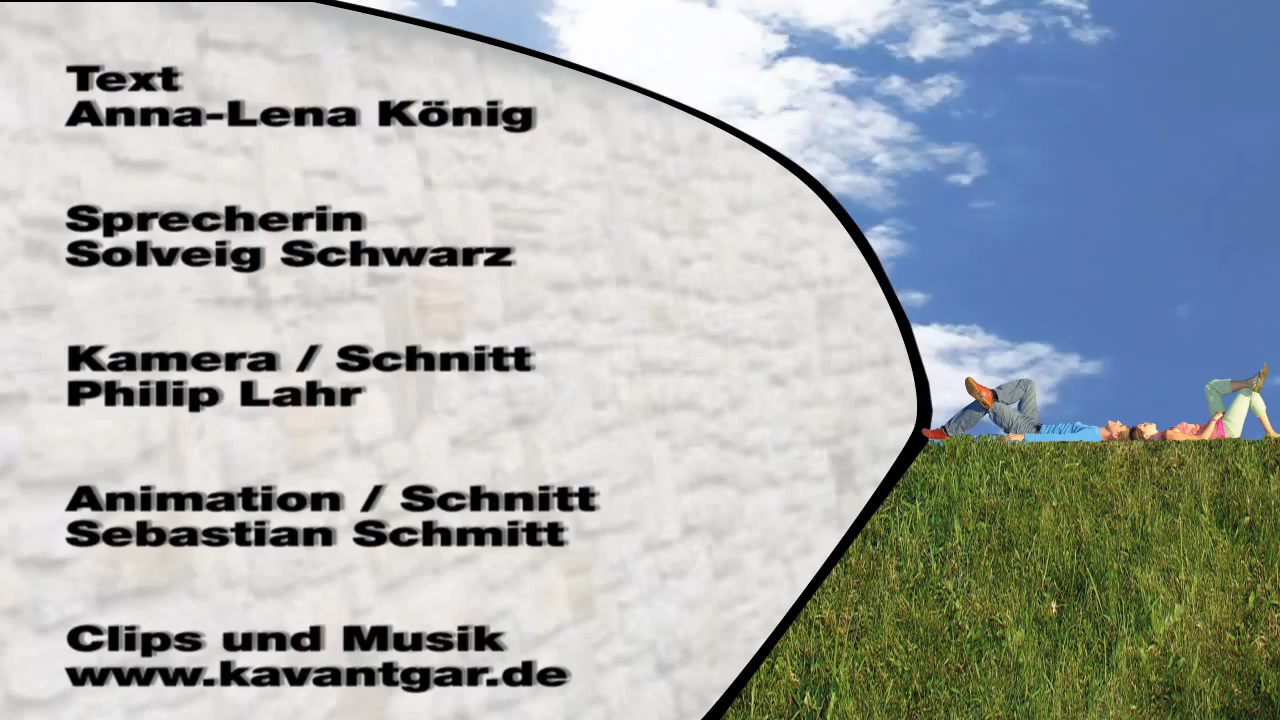 Text
Anna-Lena König
Sprecherin
Solveig Schwarz
Kamera / Schnitt
Philip Lahr
Animation / Schnitt
Sebastian Schmitt
Clips und Musik
www.kavantgar.de